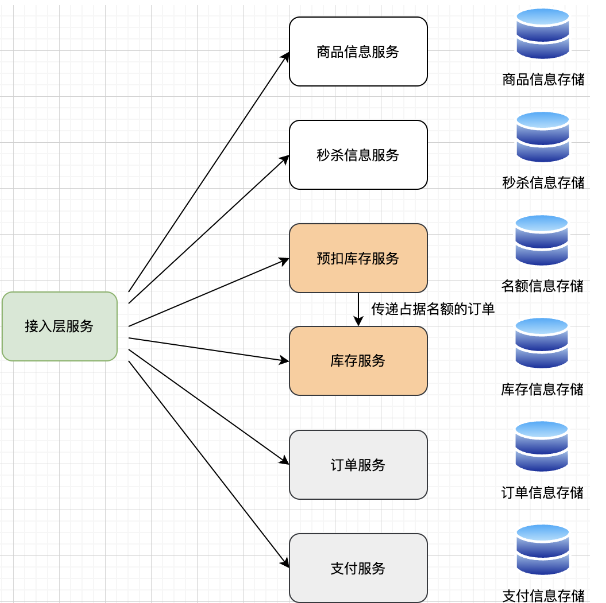 商品信息服务
商品信息存储
秒杀信息服务
秒杀信息存储
预扣库存服务
名额信息存储
传递占据名额的订单
接入层服务
库存服务
库存信息存储
订单服务
订单信息存储
支付服务
支付信息存储